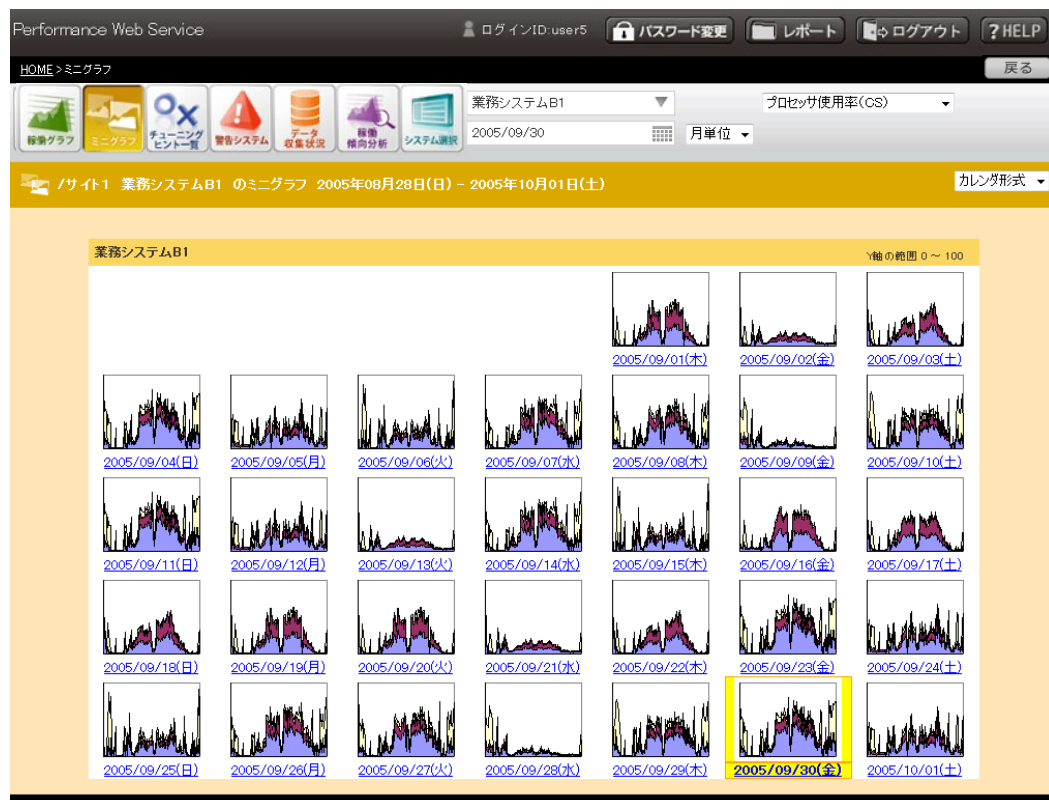 Performance Web Service ログインID:user5 パスワード変更 レポート ログアウト ?HELP
HOME>ミニグラフ 戻る
稼働グラフ ミニグラフ チューニングヒント一覧 警告システム データ収集状況 稼働傾向分析 システム選択
業務システムB1 プロセッサ使用率(CS)
2005/09/30 月単位
/サイト1 業務システムB1 のミニグラフ 2005年08月28日(日) - 2005年10月01日(土) カレンダ形式
業務システムB1 Y軸の範囲 0 ~ 100
2005/09/01(木) 2005/09/02(金) 2005/09/03(土)
2005/09/04(日) 2005/09/05(月) 2005/09/06(火) 2005/09/07(水) 2005/09/08(木) 2005/09/09(金) 2005/09/10(土)
2005/09/11(日) 2005/09/12(月) 2005/09/13(火) 2005/09/14(水) 2005/09/15(木) 2005/09/16(金) 2005/09/17(土)
2005/09/18(日) 2005/09/19(月) 2005/09/20(火) 2005/09/21(水) 2005/09/22(木) 2005/09/23(金) 2005/09/24(土)
2005/09/25(日) 2005/09/26(月) 2005/09/27(火) 2005/09/28(水) 2005/09/29(木) 2005/09/30(金) 2005/10/01(土)